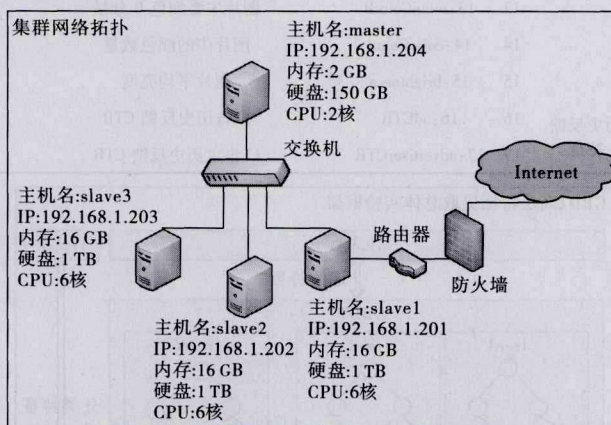 集群网络拓扑
主机名:master
IP:192.168.1.204
内存:2 GB
硬盘:150 GB
CPU:2核
交换机
Internet
主机名:slave3
IP:192.168.1.203
内存:16 GB
硬盘:1 TB
CPU:6核
路由器
防火墙
主机名:slave2
IP:192.168.1.202
内存:16 GB
硬盘:1 TB
CPU:6核
主机名:slave1
IP:192.168.1.201
内存:16 GB
硬盘:1 TB
CPU:6核